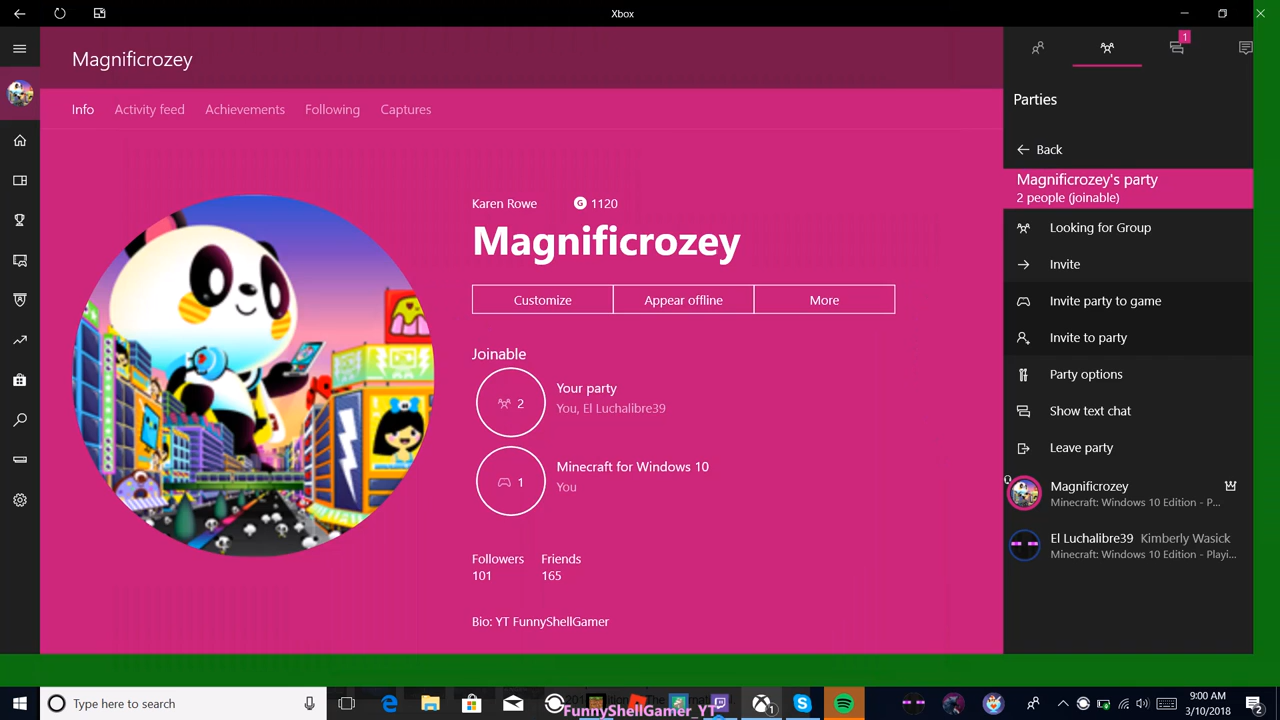 Xbox
Magnificrozey
Info Activity feed Achievements Following Captures
Karen Rowe G 1120
Magnificrozey
Customize Appear offline More
Joinable
2 Your party
You, El Luchalibre39
1 Minecraft for Windows 10
You
Followers Friends
101 165
Bio: YT FunnyShellGamer
1
Parties
Back
Magnificrozey's party
2 people (joinable)
Looking for Group
Invite
Invite party to game
Invite to party
Party options
Show text chat
Leave party
Magnificrozey
Minecraft: Windows 10 Edition - P...
El Luchalibre39 Kimberly Wasick
Minecraft: Windows 10 Edition - Playi...
Type here to search
FunnyShellGamer_YT
1
9:00 AM
3/10/2018
2